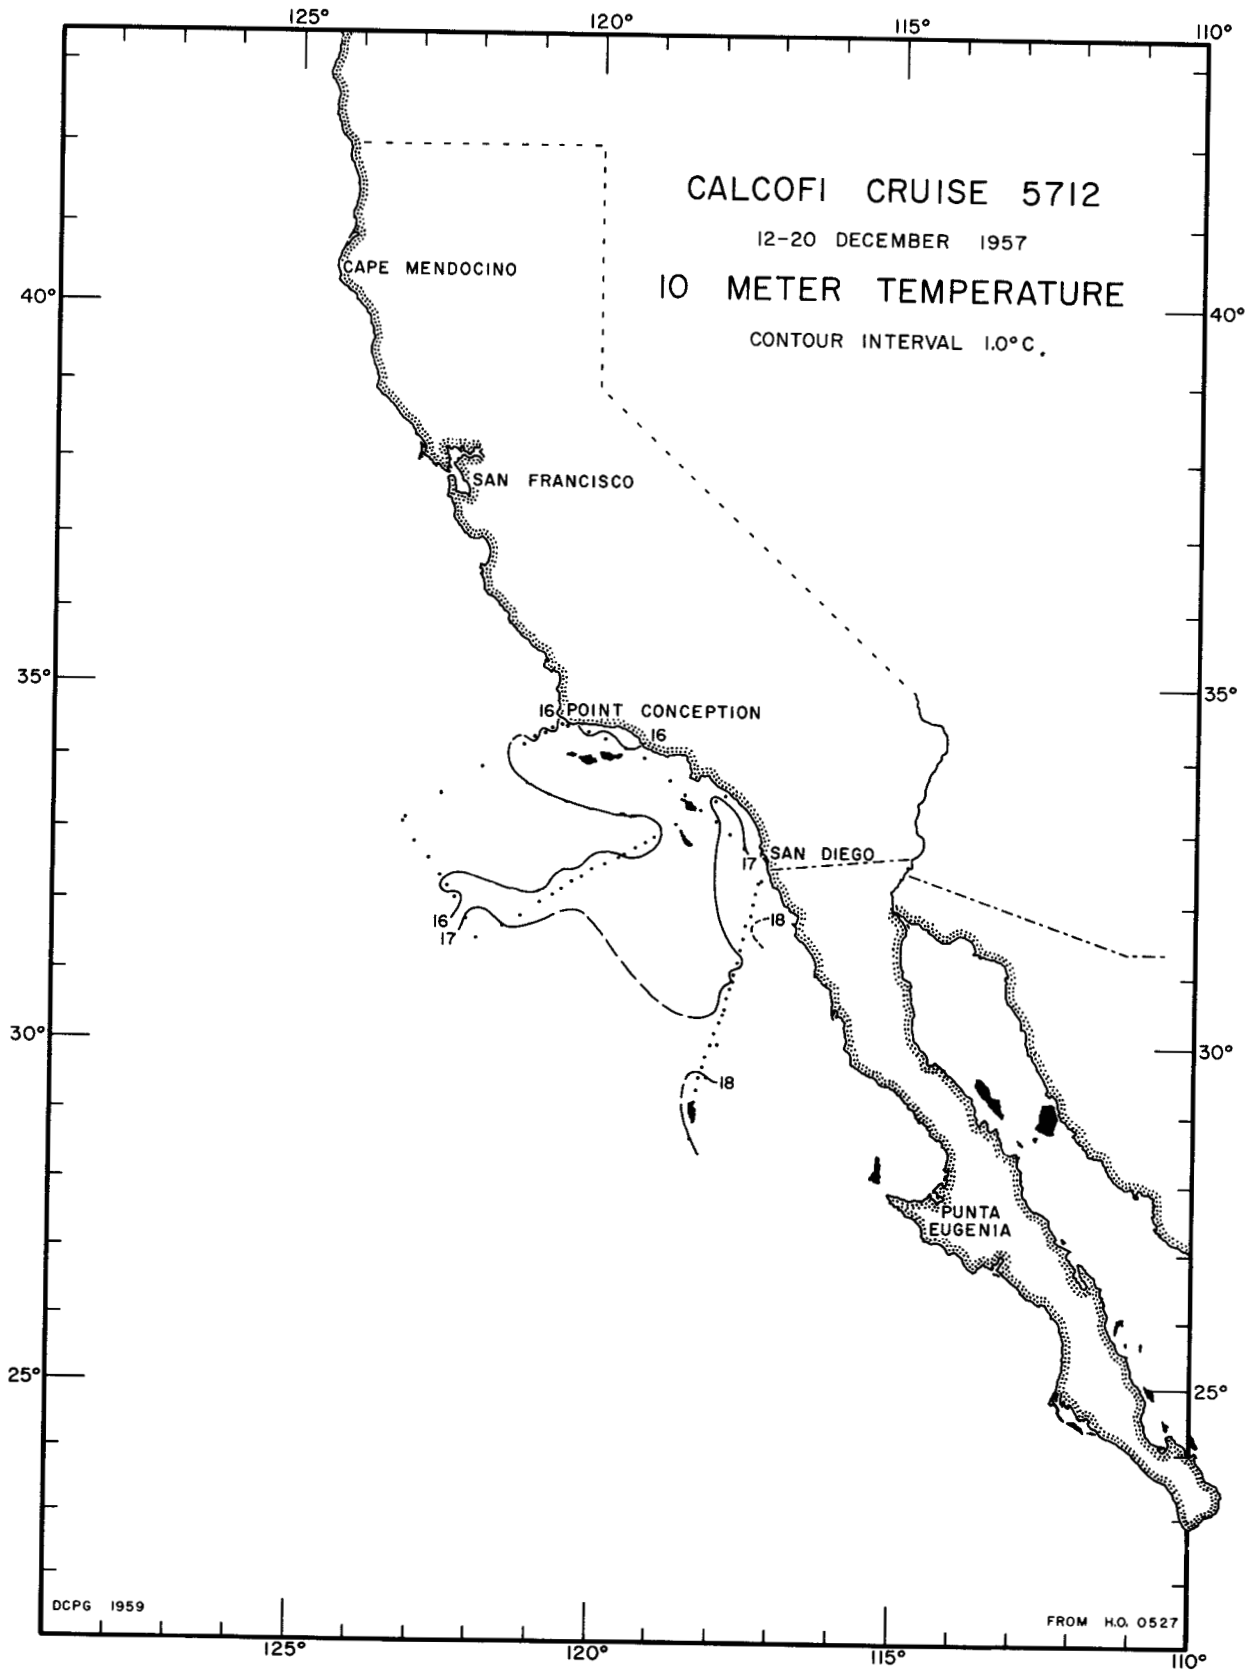 125° 120° 115° 110°
CALCOFI CRUISE 5712
12-20 DECEMBER 1957
10 METER TEMPERATURE
CONTOUR INTERVAL 1.0°C.
CAPE MENDOCINO
40° 40°
SAN FRANCISCO
35° 35°
16 POINT CONCEPTION
16
SAN DIEGO
17
16
17
18
30° 30°
18
PUNTA
EUGENIA
25° 25°
DCPG 1959
FROM H.O. 0527
125° 120° 115° 110°